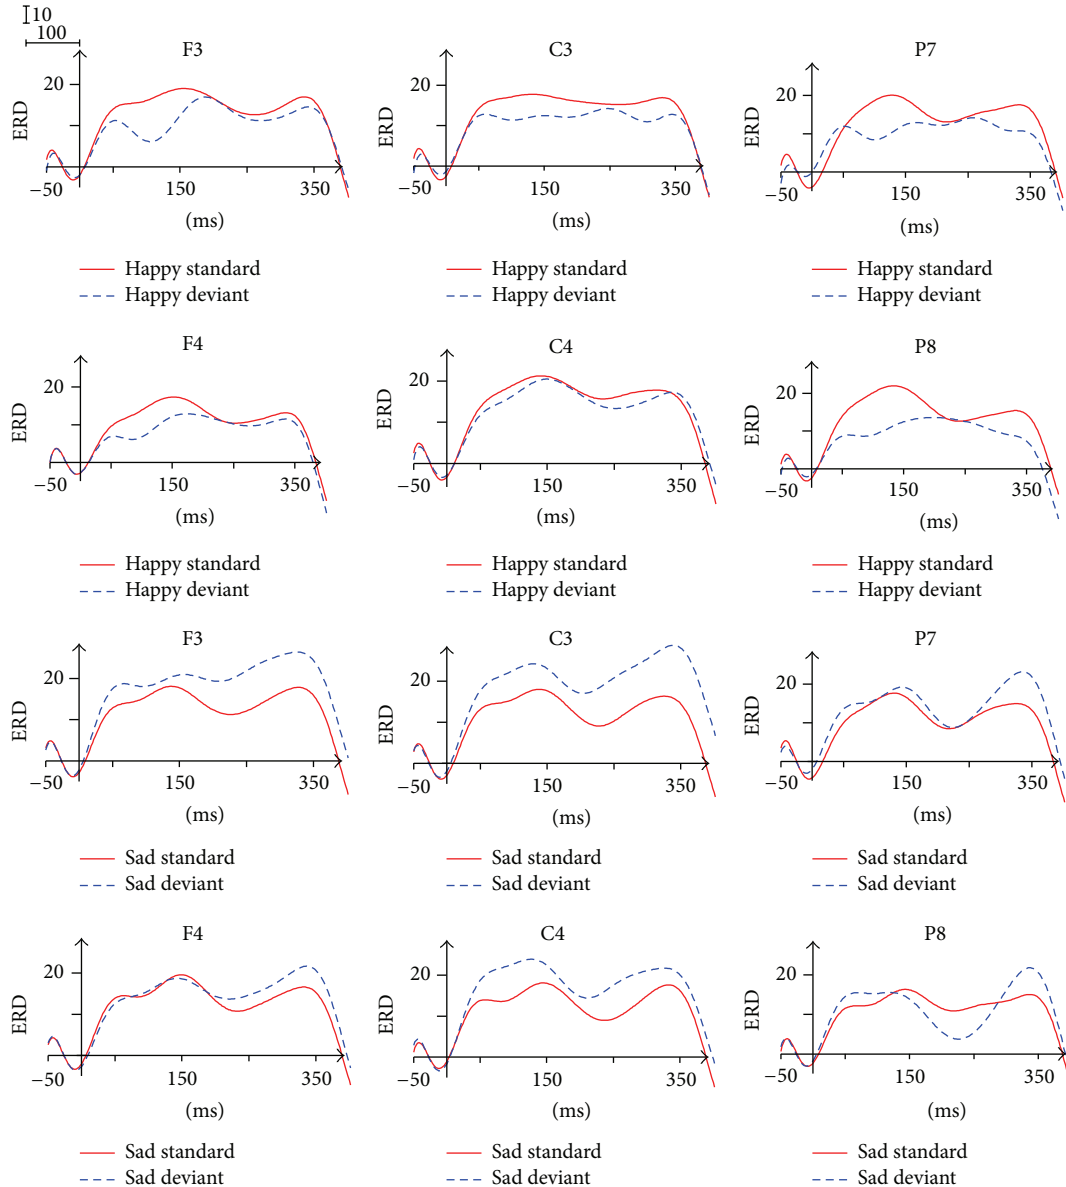 10
100
F3
C3
P7
20
20
20
ERD
ERD
ERD
−50
150
350
−50
150
350
−50
150
350
(ms)
(ms)
(ms)
Happy standard
Happy deviant
Happy standard
Happy deviant
Happy standard
Happy deviant
F4
C4
P8
20
20
20
ERD
ERD
ERD
−50
150
350
−50
150
350
−50
150
350
(ms)
(ms)
(ms)
Happy standard
Happy deviant
Happy standard
Happy deviant
Happy standard
Happy deviant
F3
C3
P7
20
20
20
ERD
ERD
ERD
−50
150
350
−50
150
350
−50
150
350
(ms)
(ms)
(ms)
Sad standard
Sad deviant
Sad standard
Sad deviant
Sad standard
Sad deviant
F4
C4
P8
20
20
20
ERD
ERD
ERD
−50
150
350
−50
150
350
−50
150
350
(ms)
(ms)
(ms)
Sad standard
Sad deviant
Sad standard
Sad deviant
Sad standard
Sad deviant